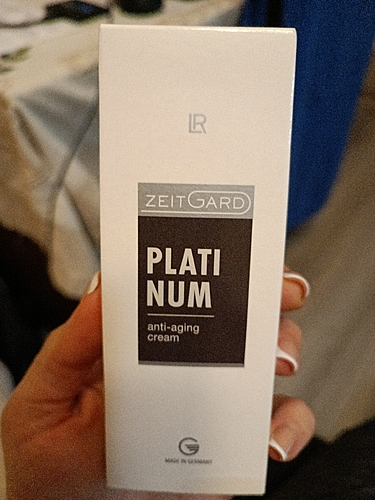 LR
ZEITGARD
PLATI
NUM
anti-aging
cream
MADE IN GERMANY